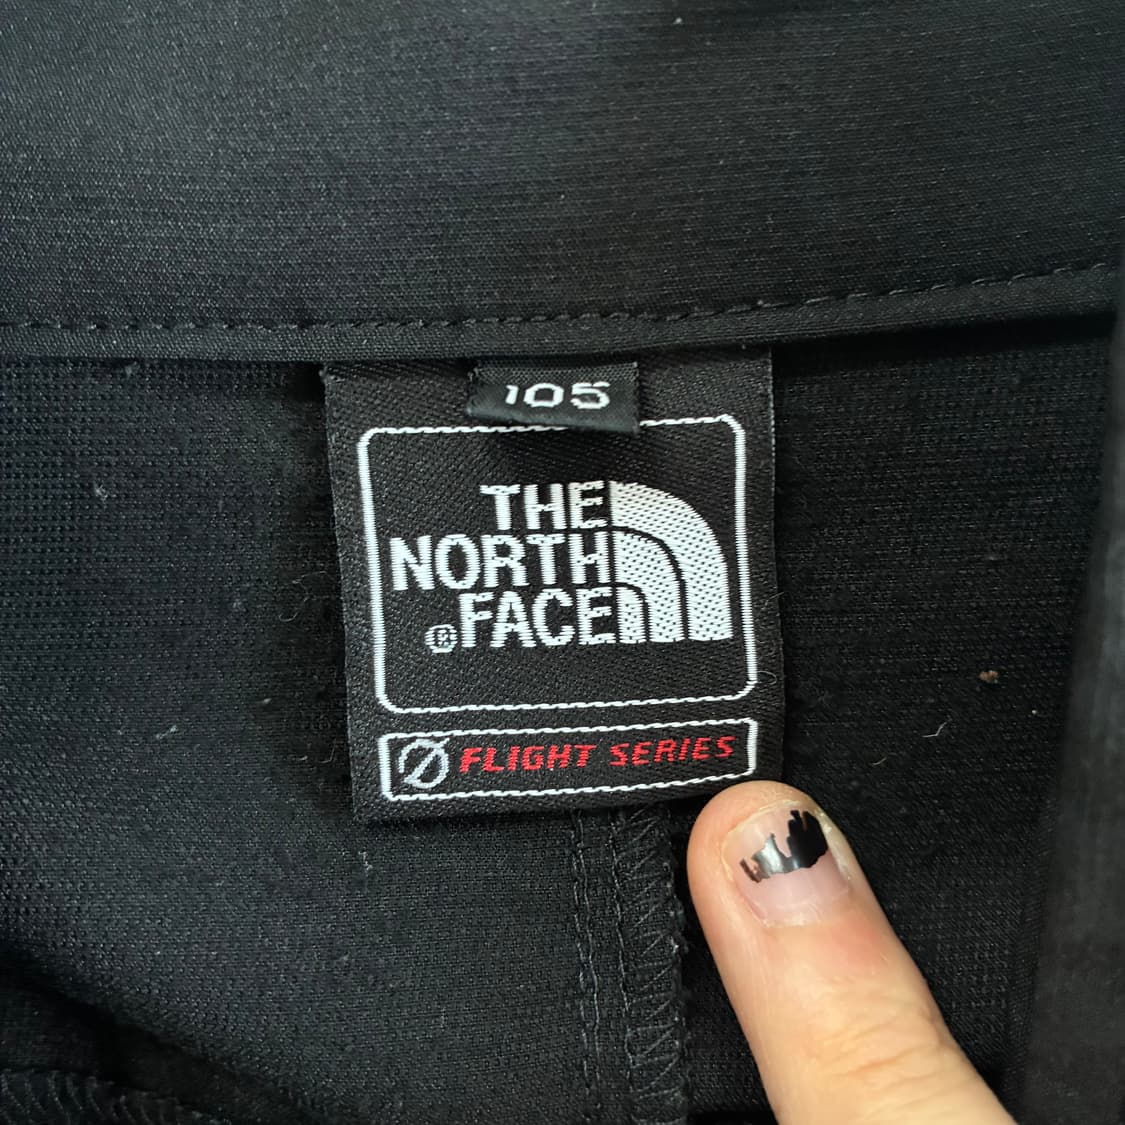 105
THE
NORTH
®FACE
FLIGHT SERIES